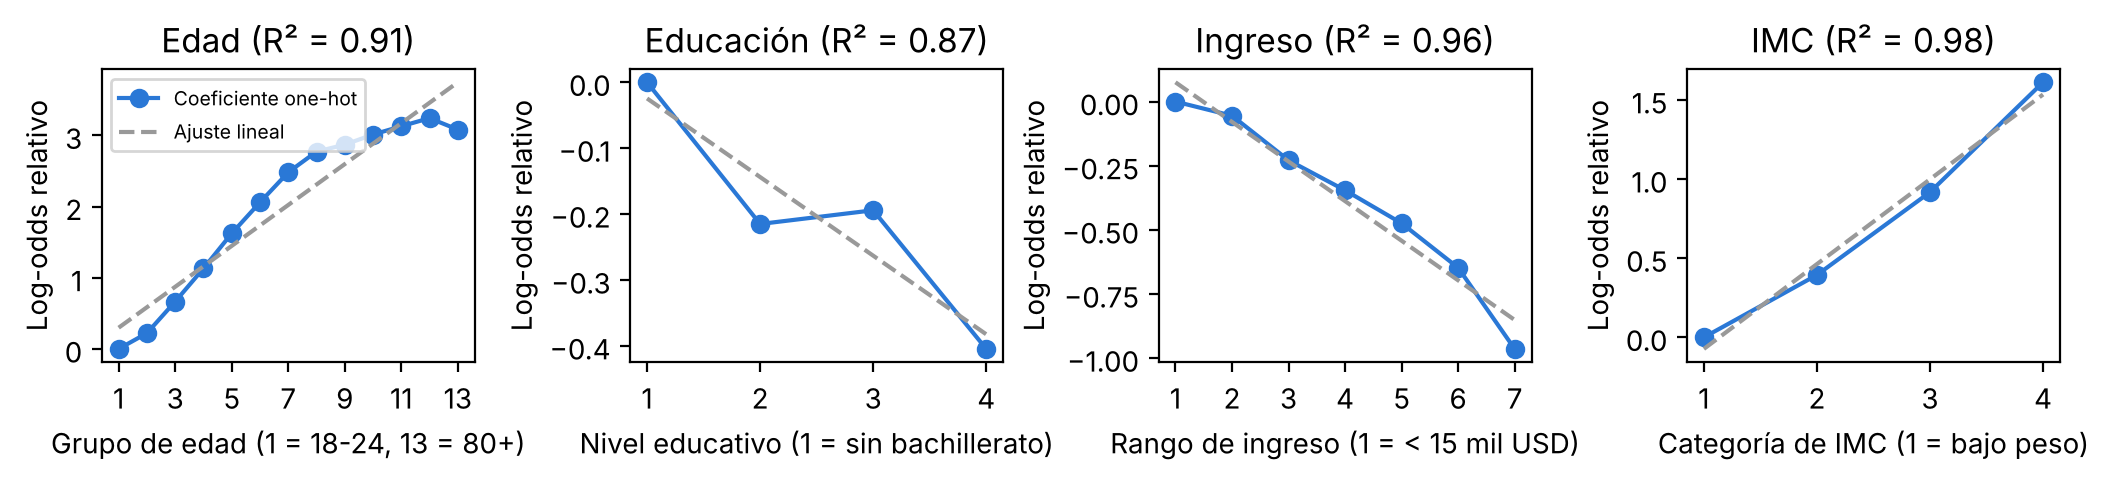 Edad (R² = 0.91)
Log-odds relativo
3
2
1
0
Coeficiente one-hot
Ajuste lineal
1 3 5 7 9 11 13
Grupo de edad (1 = 18-24, 13 = 80+)
Educación (R² = 0.87)
Log-odds relativo
0.0
−0.1
−0.2
−0.3
−0.4
1 2 3 4
Nivel educativo (1 = sin bachillerato)
Ingreso (R² = 0.96)
Log-odds relativo
0.00
−0.25
−0.50
−0.75
−1.00
1 2 3 4 5 6 7
Rango de ingreso (1 = < 15 mil USD)
IMC (R² = 0.98)
Log-odds relativo
1.5
1.0
0.5
0.0
1 2 3 4
Categoría de IMC (1 = bajo peso)